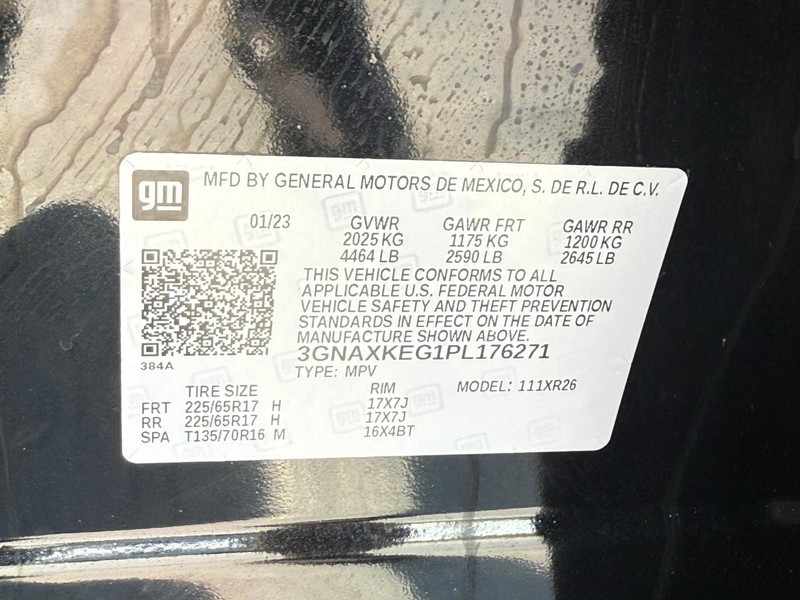 gm
MFD BY GENERAL MOTORS DE MEXICO, S. DE R.L. DE C.V.
01/23 GVWR GAWR FRT GAWR RR
2025 KG 1175 KG 1200 KG
4464 LB 2590 LB 2645 LB
THIS VEHICLE CONFORMS TO ALL
APPLICABLE U.S. FEDERAL MOTOR
VEHICLE SAFETY AND THEFT PREVENTION
STANDARDS IN EFFECT ON THE DATE OF
MANUFACTURE SHOWN ABOVE.
3GNAXKEG1PL176271
384A
TYPE: MPV
TIRE SIZE RIM MODEL: 111XR26
FRT 225/65R17 H 17X7J
RR 225/65R17 H 17X7J
SPA T135/70R16 M 16X4BT